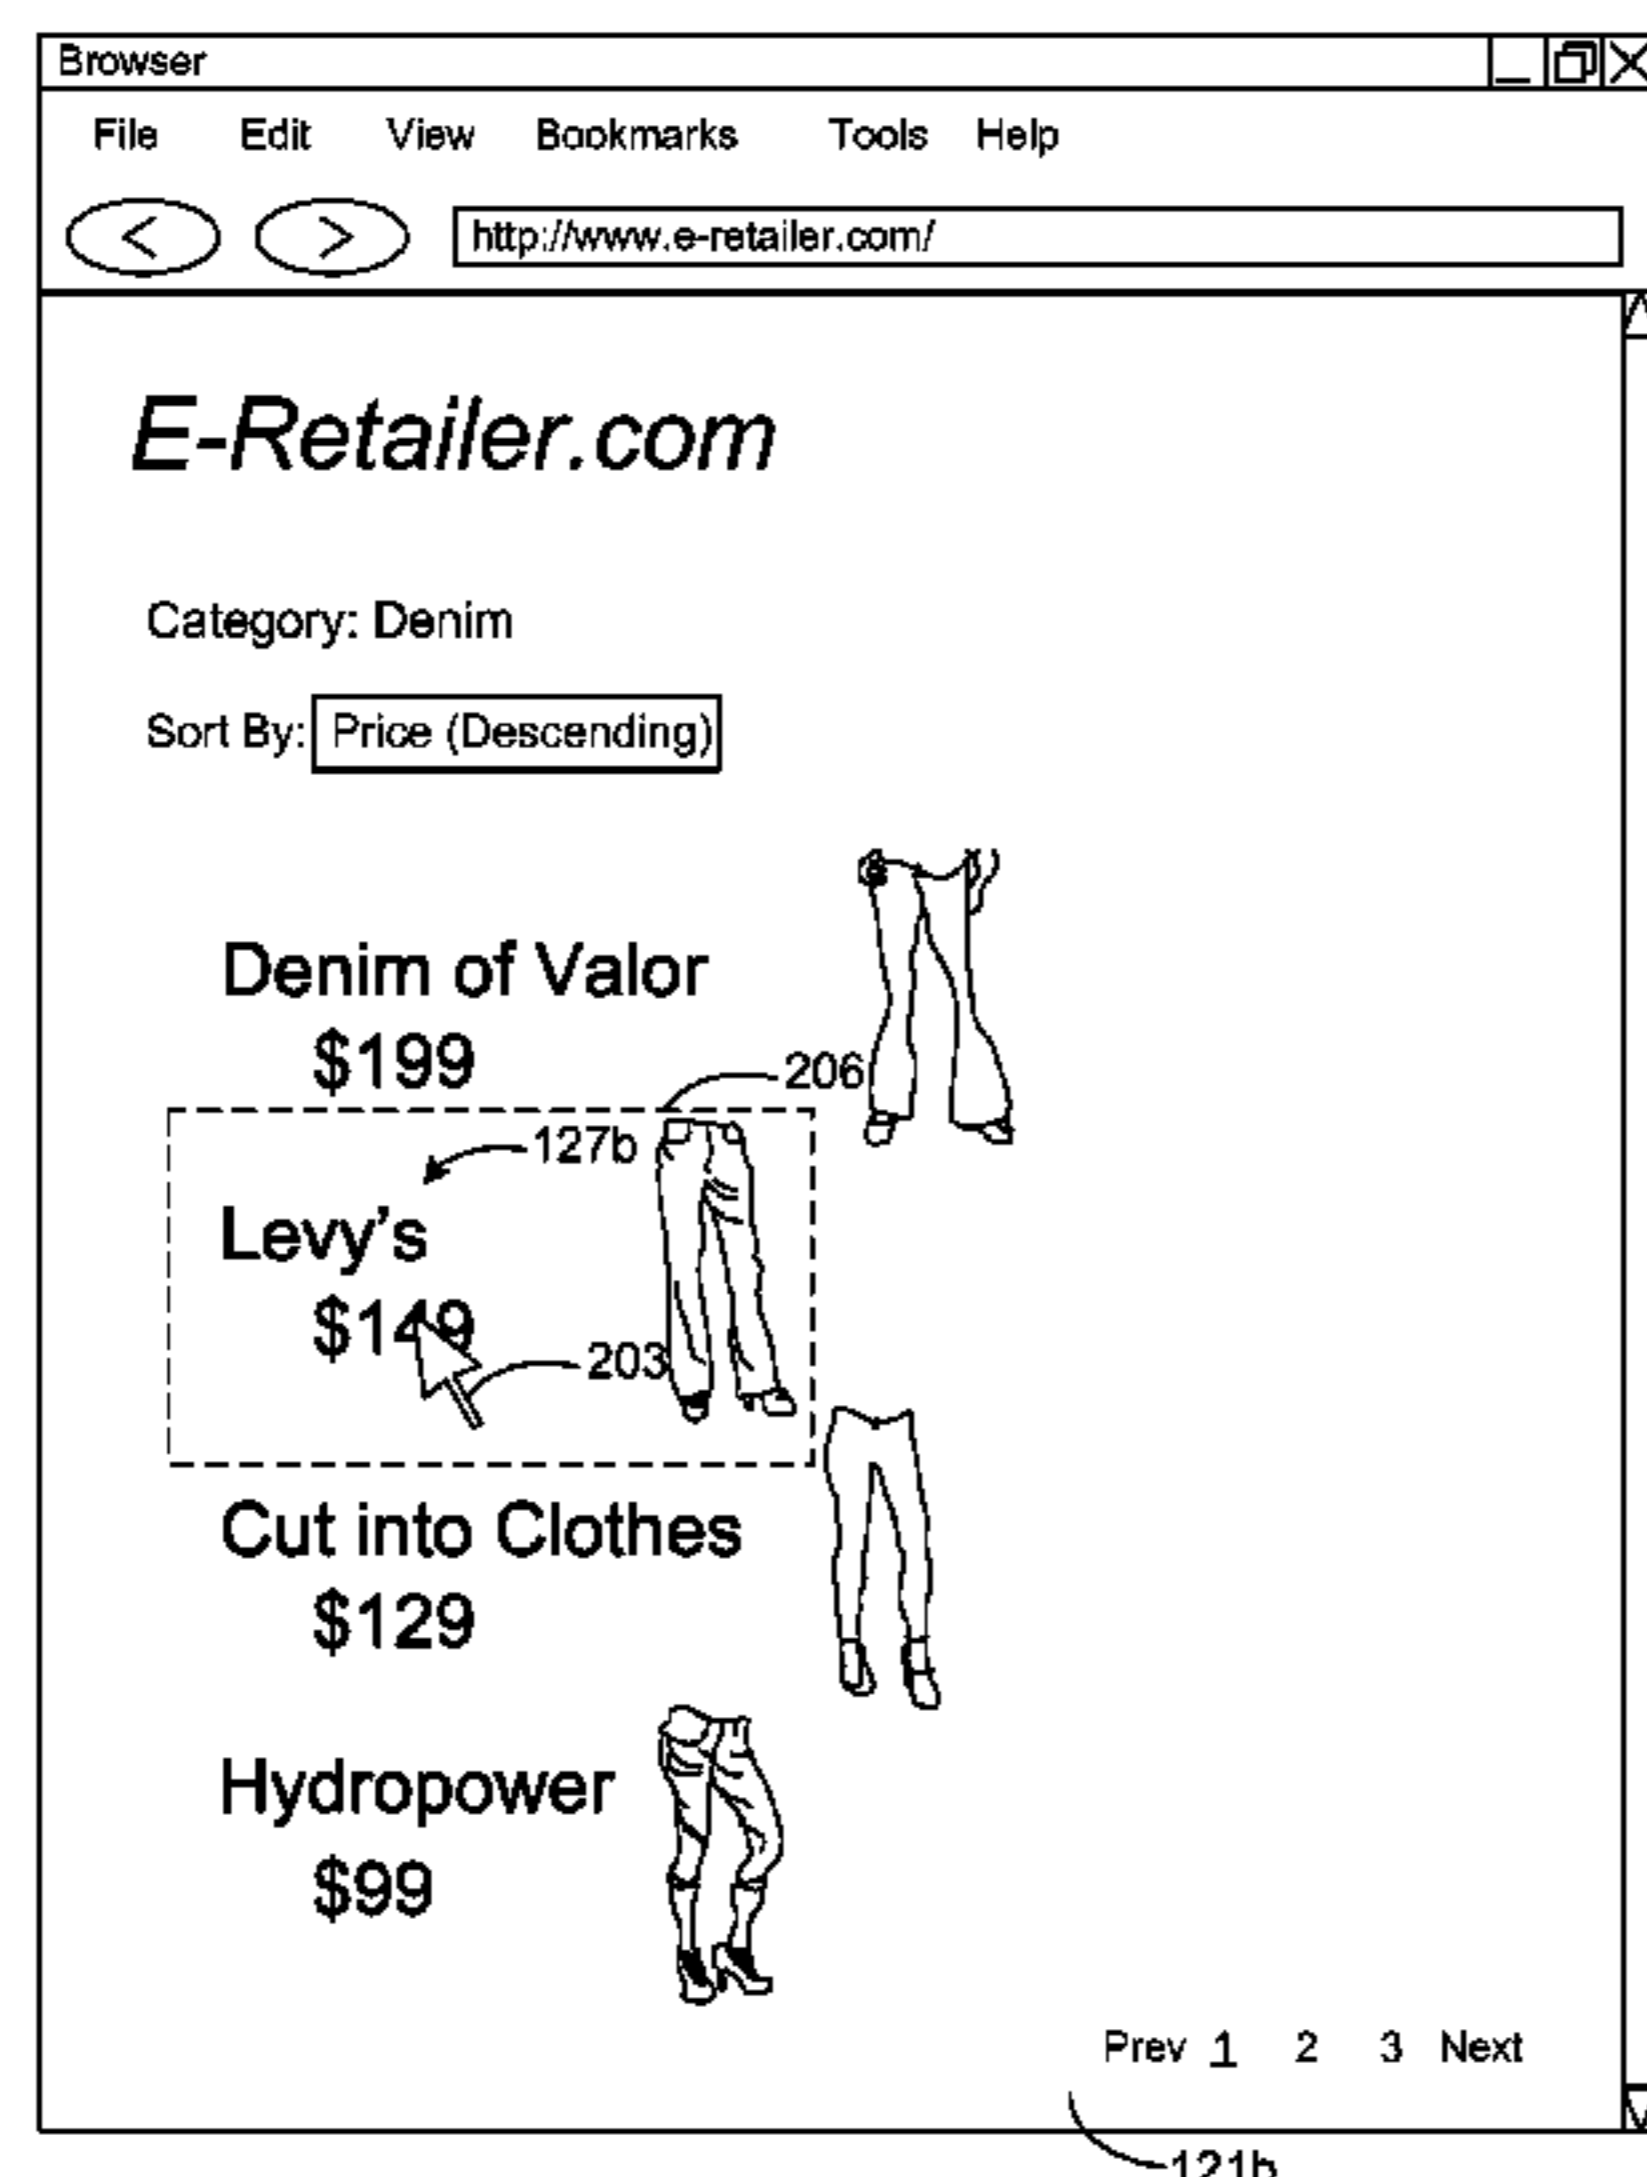 Browser
File Edit View Bookmarks Tools Help
http://www.e-retailer.com/
E-Retailer.com
Category: Denim
Sort By: Price (Descending)
Denim of Valor
$199
206
127b
Levy's
$149
203
Cut into Clothes
$129
Hydropower
$99
Prev 1 2 3 Next
121b